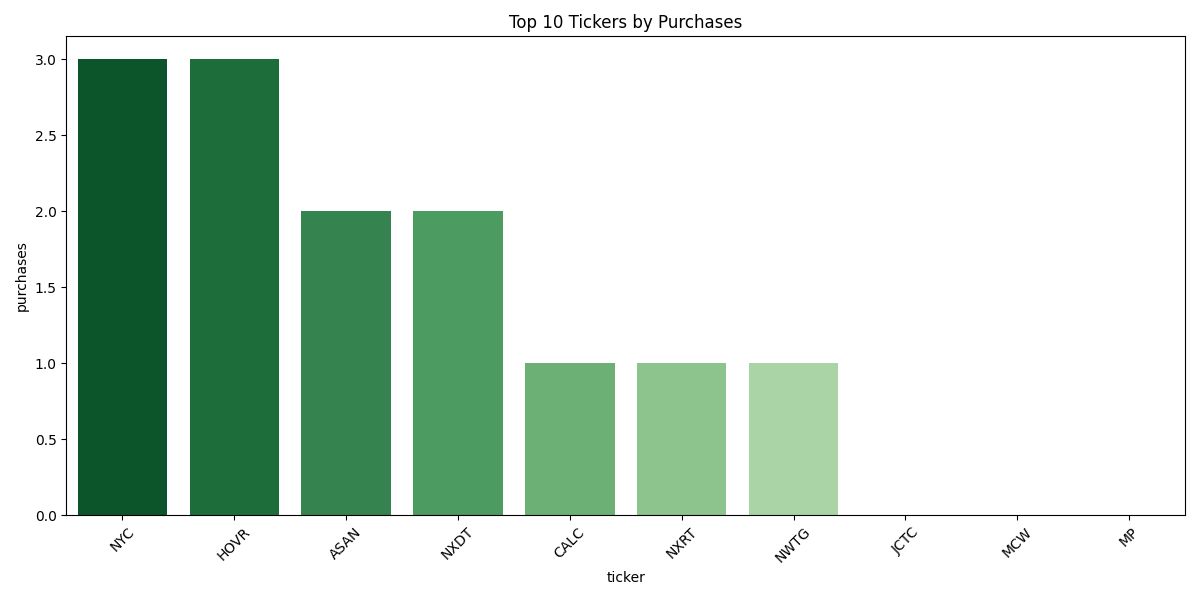 Top 10 Tickers by Purchases
purchases
3.0
2.5
2.0
1.5
1.0
0.5
0.0
NYC
HOVR
ASAN
NXDT
CALC
NXRT
NWTG
JCTC
MCW
MP
ticker